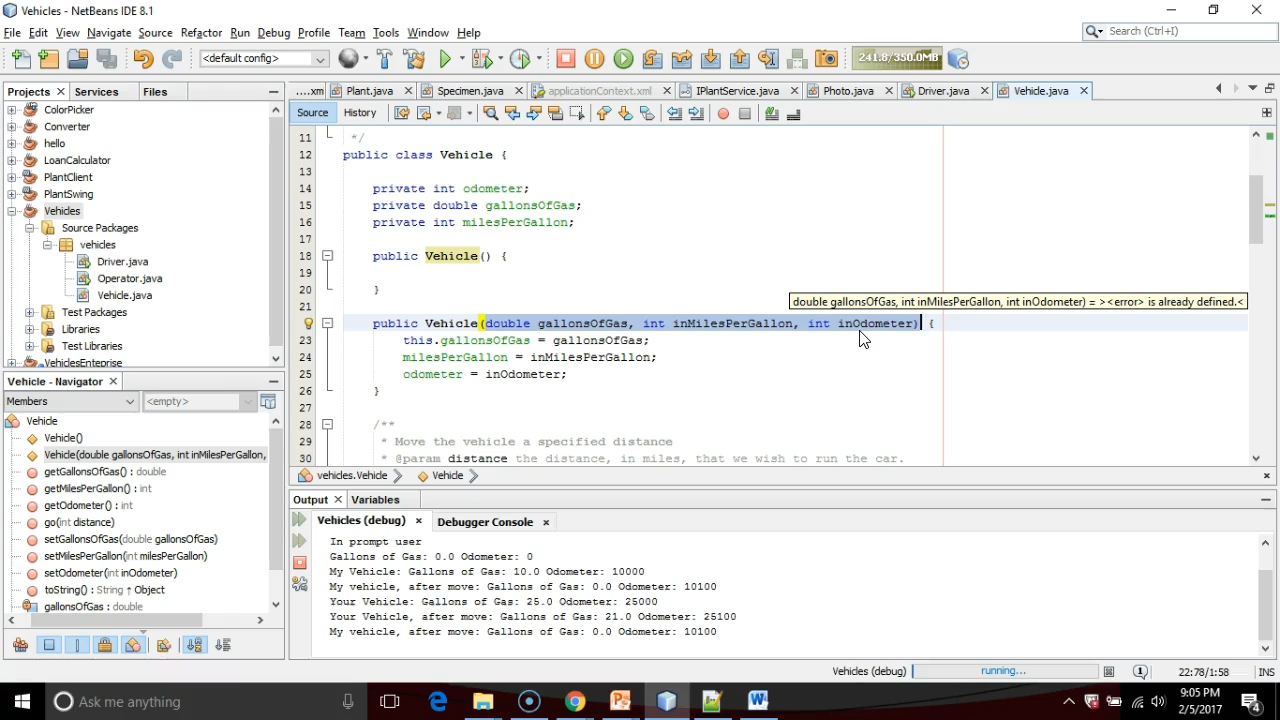 Vehicles - NetBeans IDE 8.1
File Edit View Navigate Source Refactor Run Debug Profile Team Tools Window Help
Search (Ctrl+I)
<default config>
241.8/350.0MB
Projects Services Files
...xm Plant.java Specimen.java applicationContext.xml IPlantService.java Photo.java Driver.java Vehicle.java
Source History
ColorPicker
Converter
hello
LoanCalculator
PlantClient
PlantSwing
Vehicles
Source Packages
vehicles
Driver.java
Operator.java
Vehicle.java
Test Packages
Libraries
Test Libraries
VehiclesEnteprise
11 */
12 public class Vehicle {
13
14 private int odometer;
15 private double gallonsOfGas;
16 private int milesPerGallon;
17
18 public Vehicle() {
19
20 }
21
double gallonsOfGas, int inMilesPerGallon, int inOdometer) = ><error> is already defined.<
public Vehicle(double gallonsOfGas, int inMilesPerGallon, int inOdometer) {
23 this.gallonsOfGas = gallonsOfGas;
24 milesPerGallon = inMilesPerGallon;
25 odometer = inOdometer;
26 }
27
28 /**
29 * Move the vehicle a specified distance
30 * @param distance the distance, in miles, that we wish to run the car.
vehicles.Vehicle Vehicle
Vehicle - Navigator
Members <empty>
Vehicle
Vehicle()
Vehicle(double gallonsOfGas, int inMilesPerGallon,
getGallonsOfGas() : double
getMilesPerGallon() : int
getOdometer() : int
go(int distance)
setGallonsOfGas(double gallonsOfGas)
setMilesPerGallon(int milesPerGallon)
setOdometer(int inOdometer)
toString() : String ↑ Object
gallonsOfGas : double
Output Variables
Vehicles (debug) Debugger Console
In prompt user
Gallons of Gas: 0.0 Odometer: 0
My Vehicle: Gallons of Gas: 10.0 Odometer: 10000
My vehicle, after move: Gallons of Gas: 0.0 Odometer: 10100
Your Vehicle: Gallons of Gas: 25.0 Odometer: 25000
Your Vehicle, after move: Gallons of Gas: 21.0 Odometer: 25100
My vehicle, after move: Gallons of Gas: 0.0 Odometer: 10100
Vehicles (debug) running... 22:78/1:58 INS
Ask me anything
9:05 PM
2/5/2017
4